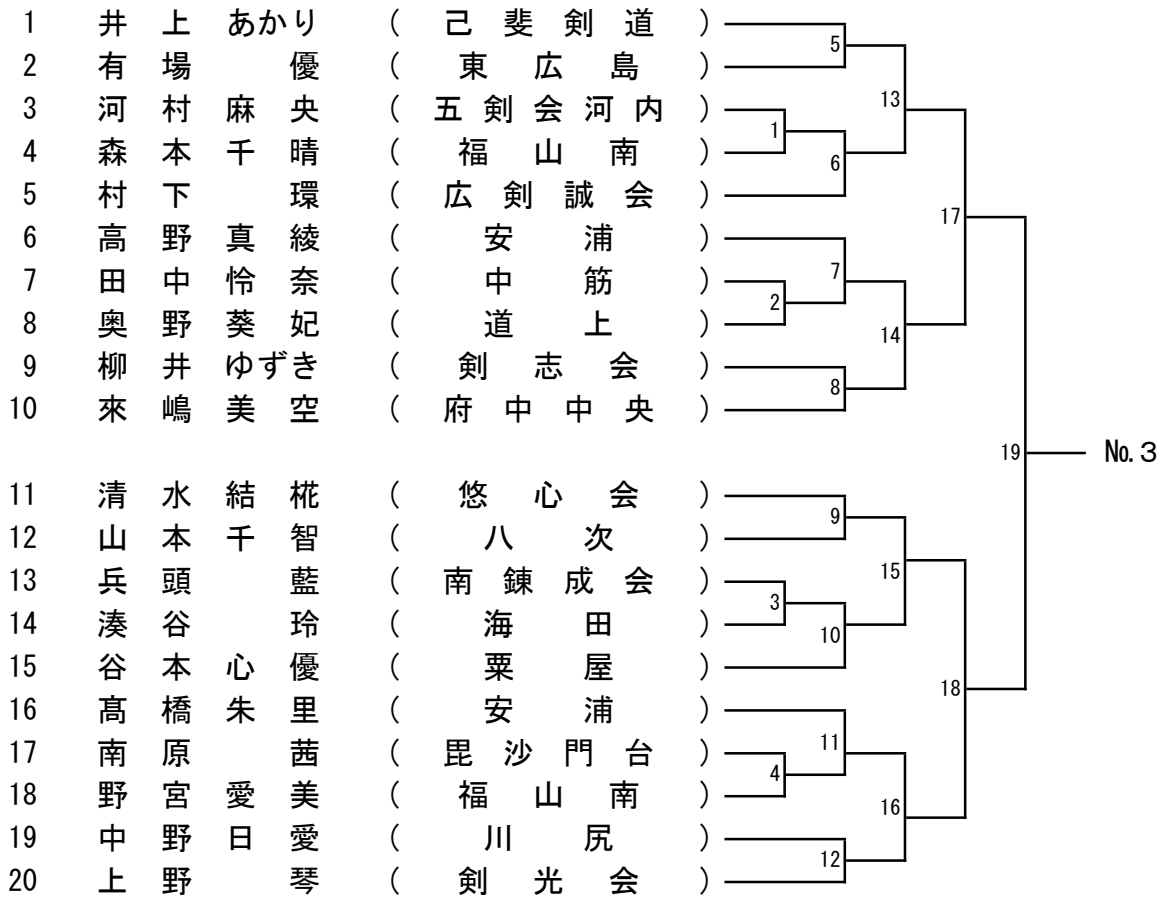 1 井上あかり (己斐剣道) 5
2 有場優 (東広島)
3 河村麻央 (五剣会河内) 1 13
4 森本千晴 (福山南) 6
5 村下環 (広剣誠会) 17
6 高野真綾 (安浦) 7
7 田中怜奈 (中筋) 2
8 奥野葵妃 (道上) 14
9 柳井ゆずき (剣志会) 8
10 來嶋美空 (府中中央)
19 №3
11 清水結椛 (悠心会) 9
12 山本千智 (八次)
13 兵頭藍 (南錬成会) 3 15
14 湊谷玲 (海田) 10
15 谷本心優 (粟屋) 18
16 髙橋朱里 (安浦) 11
17 南原茜 (毘沙門台) 4
18 野宮愛美 (福山南) 16
19 中野日愛 (川尻) 12
20 上野琴 (剣光会)